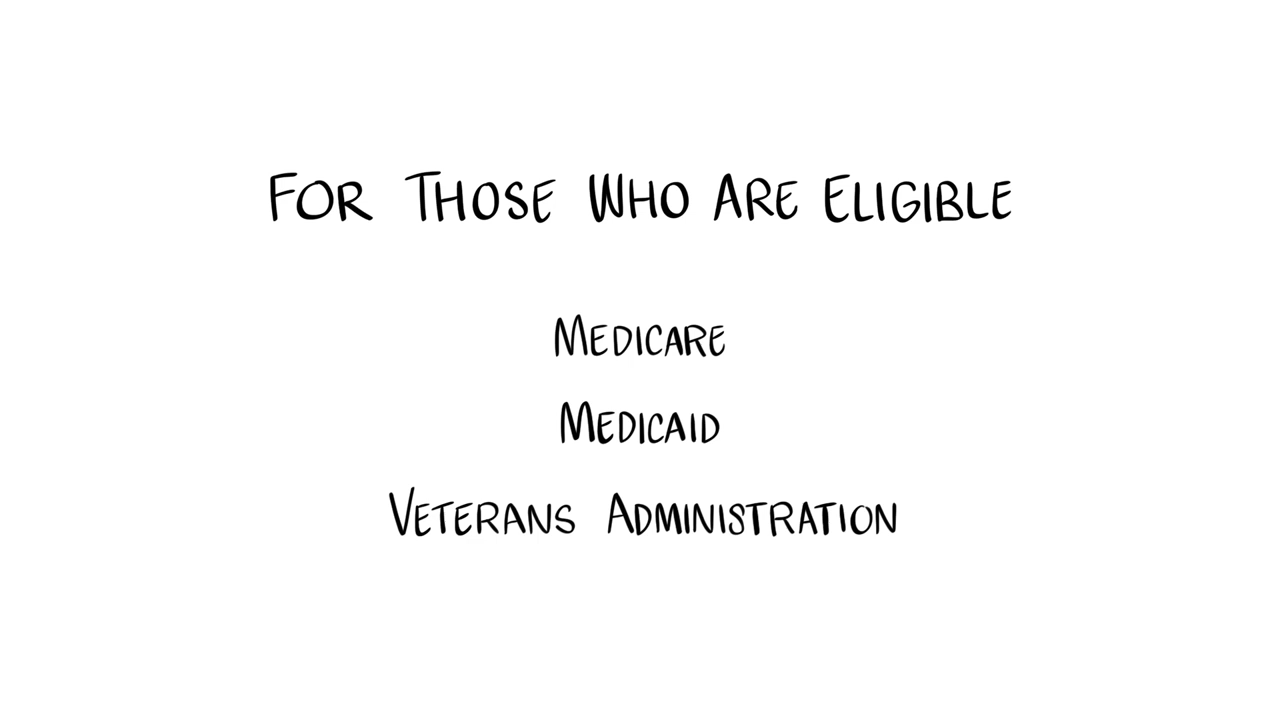 For Those Who Are Eligible
Medicare
Medicaid
Veterans Administration